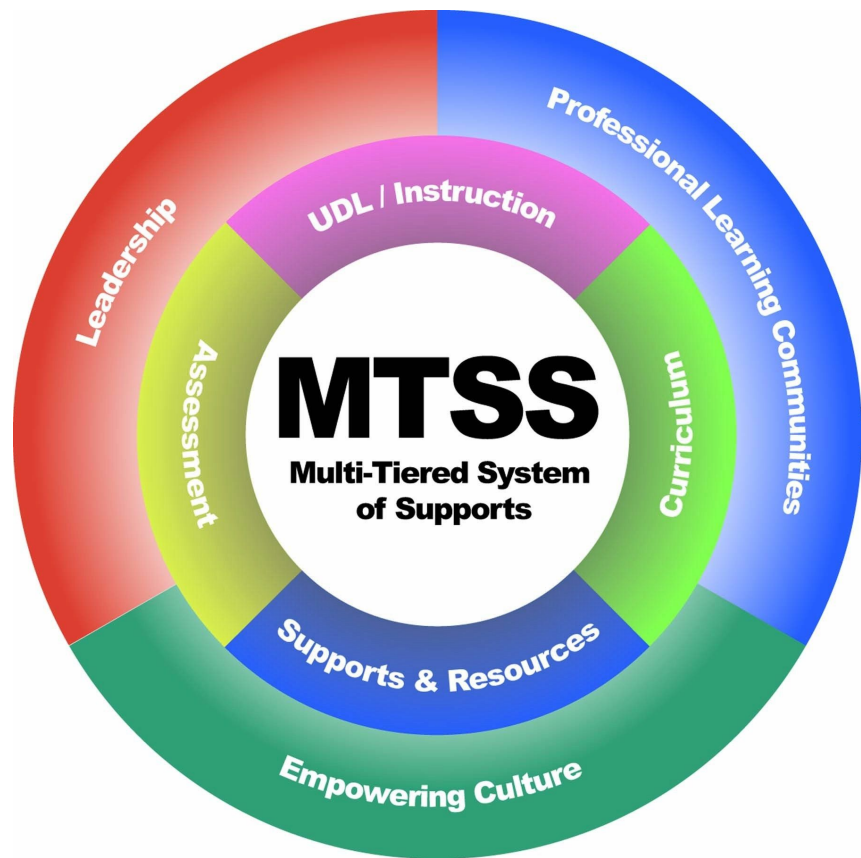 Professional Learning Communities
Leadership
UDL / Instruction
Assessment
Curriculum
MTSS
Multi-Tiered System
of Supports
Supports & Resources
Empowering Culture